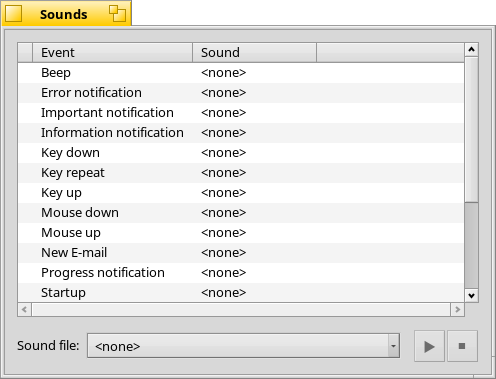 Sounds
Event Sound
Beep <none>
Error notification <none>
Important notification <none>
Information notification <none>
Key down <none>
Key repeat <none>
Key up <none>
Mouse down <none>
Mouse up <none>
New E-mail <none>
Progress notification <none>
Startup <none>
Sound file: <none>